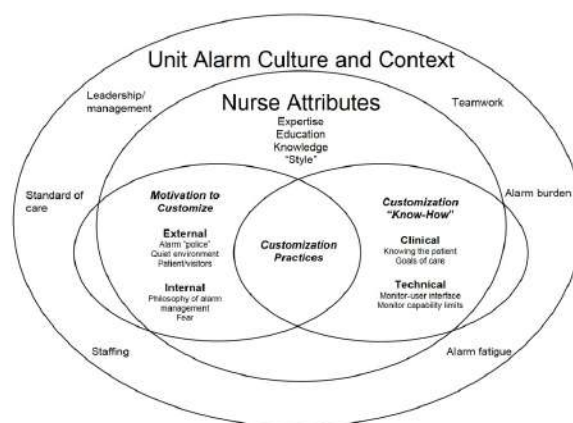 Unit Alarm Culture and Context
Leadership/
management
Teamwork
Nurse Attributes
Expertise
Education
Knowledge
"Style"
Standard of
care
Alarm burden
Motivation to
Customize
External
Alarm "police"
Quiet environment
Patient/visitors
Internal
Philosophy of alarm
management
Fear
Customization
Practices
Customization
"Know-How"
Clinical
Knowing the patient
Goals of care
Technical
Monitor-user interface
Monitor capability limits
Staffing
Alarm fatigue